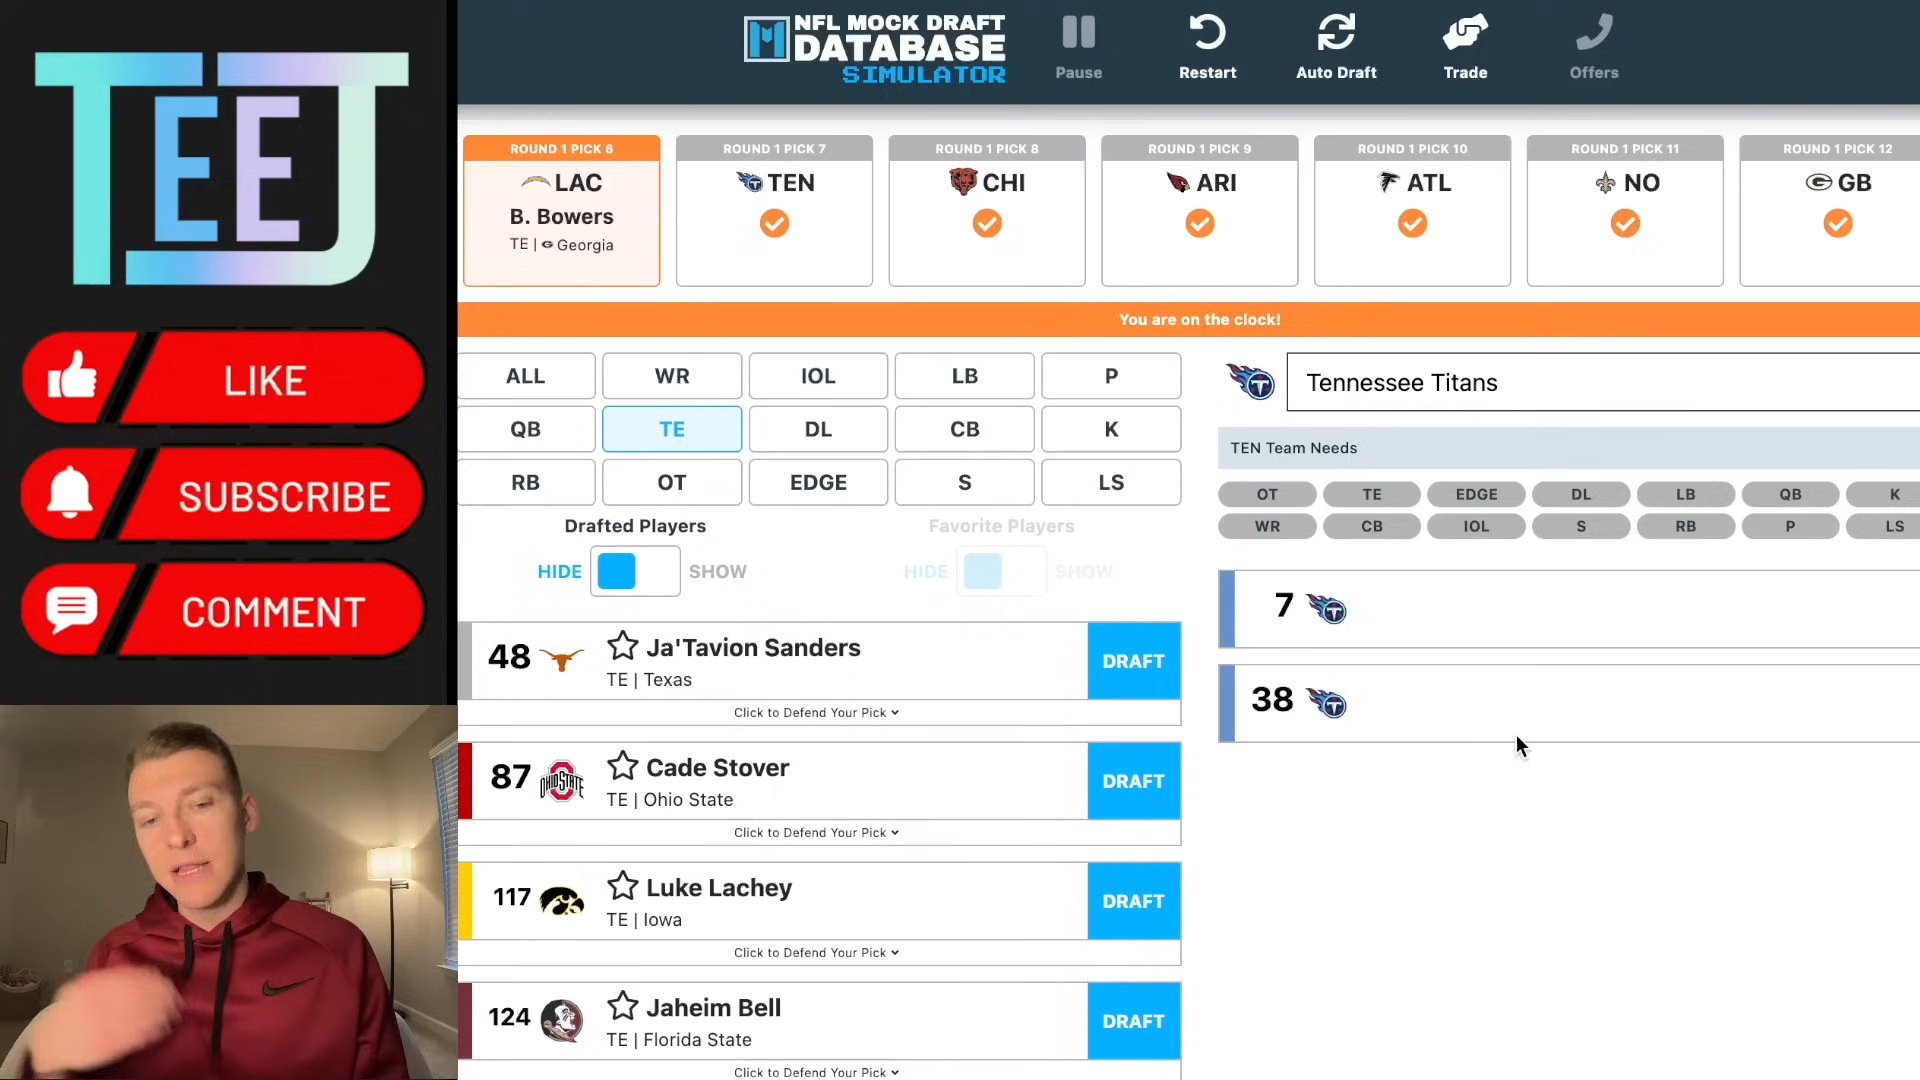 TEEJ
LIKE
SUBSCRIBE
COMMENT
NFL MOCK DRAFT
DATABASE
SIMULATOR
Pause
Restart
Auto Draft
Trade
Offers
ROUND 1 PICK 6
LAC
B. Bowers
TE | Georgia
ROUND 1 PICK 7
TEN
ROUND 1 PICK 8
CHI
ROUND 1 PICK 9
ARI
ROUND 1 PICK 10
ATL
ROUND 1 PICK 11
NO
ROUND 1 PICK 12
GB
You are on the clock!
ALL WR IOL LB P
QB TE DL CB K
RB OT EDGE S LS
Drafted Players
HIDE SHOW
Favorite Players
HIDE SHOW
48 Ja'Tavion Sanders
TE | Texas
DRAFT
Click to Defend Your Pick
87 OHIO STATE Cade Stover
TE | Ohio State
DRAFT
Click to Defend Your Pick
117 Luke Lachey
TE | Iowa
DRAFT
Click to Defend Your Pick
124 Jaheim Bell
TE | Florida State
DRAFT
Click to Defend Your Pick
Tennessee Titans
TEN Team Needs
OT TE EDGE DL LB QB K
WR CB IOL S RB P LS
7
38